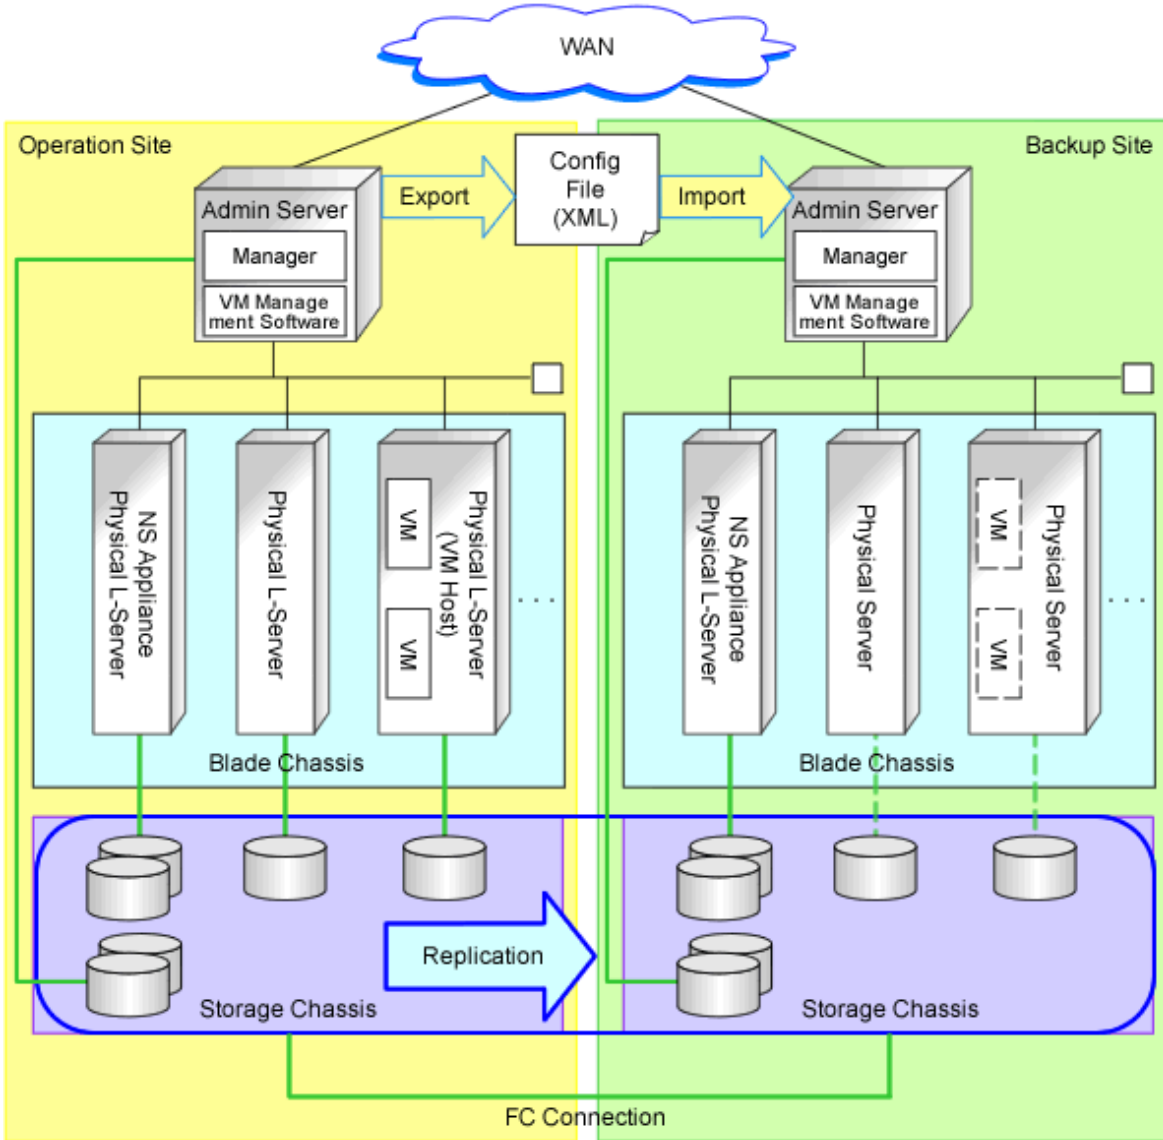 WAN
Operation Site
Backup Site
Export
Config
File
(XML)
Import
Admin Server
Manager
VM Manage
ment Software
Admin Server
Manager
VM Manage
ment Software
NS Appliance
Physical L-Server
Physical L-Server
VM
VM
Physical L-Server
(VM Host)
. . .
Blade Chassis
NS Appliance
Physical L-Server
Physical Server
VM
VM
Physical Server
. . .
Blade Chassis
Replication
Storage Chassis
Storage Chassis
FC Connection